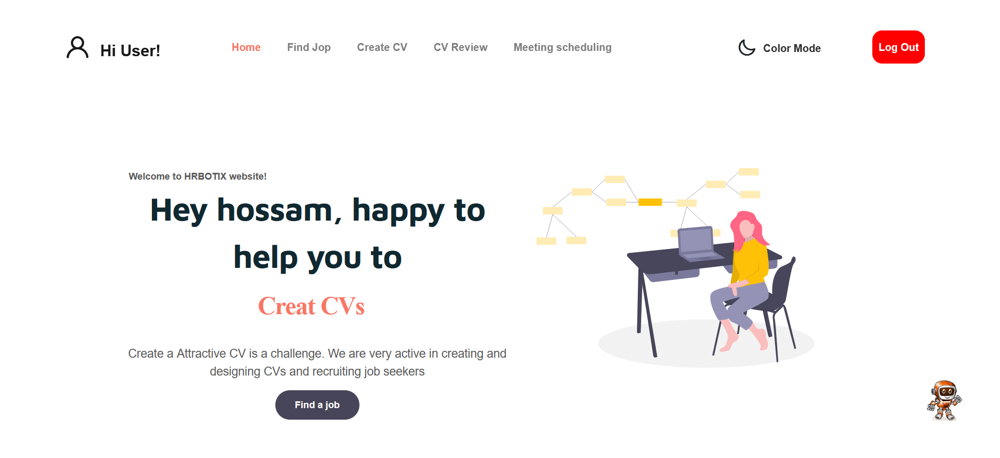 Hi User!
Home
Find Jop
Create CV
CV Review
Meeting scheduling
Color Mode
Log Out
Welcome to HRBOTIX website!
Hey hossam, happy to
help you to
Creat CVs
Create a Attractive CV is a challenge. We are very active in creating and
designing CVs and recruiting job seekers
Find a job